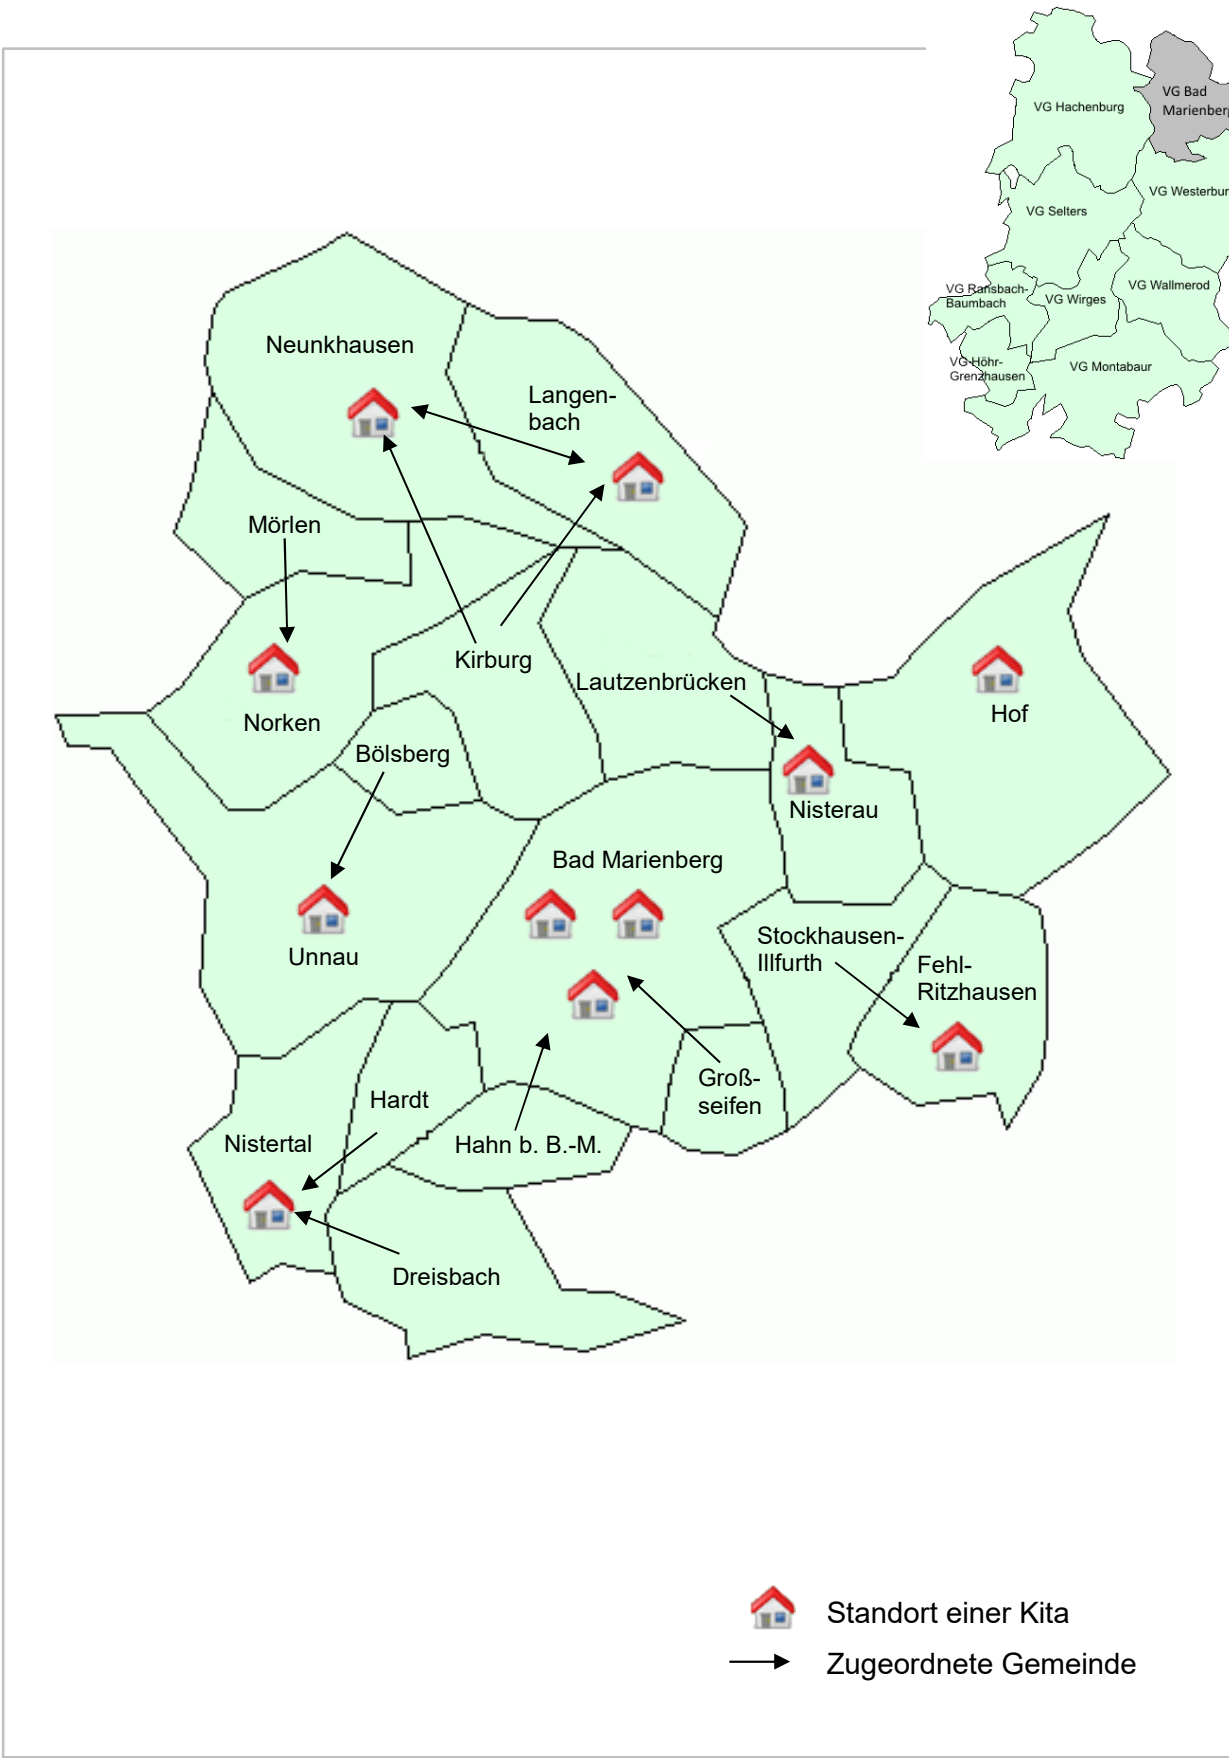 VG Hachenburg
VG Bad
Marienberg
VG Westerbur
VG Selters
VG Ransbach-
Baumbach
VG Wirges
VG Wallmerod
VG Höhr-
Grenzhausen
VG Montabaur
Neunkhausen
Langen-
bach
Mörlen
Kirburg
Lautzenbrücken
Norken
Hof
Bölsberg
Nisterau
Bad Marienberg
Unnau
Stockhausen-
Illfurth
Fehl-
Ritzhausen
Groß-
seifen
Hardt
Nistertal
Hahn b. B.-M.
Dreisbach
Standort einer Kita
Zugeordnete Gemeinde